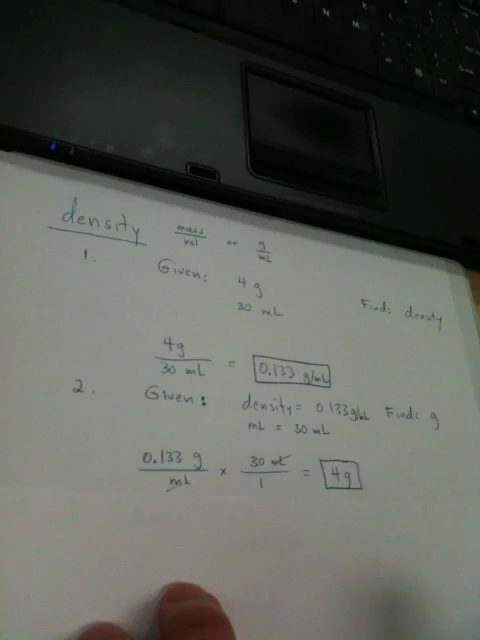 density mass/vol or g/mL
1.
Given: 4 g
30 mL Find: density
4g/30 mL = 0.133 g/mL
2. Given: density = 0.133 g/mL Find: g
mL = 30 mL
0.133 g/mL × 30 mL/1 = 4g